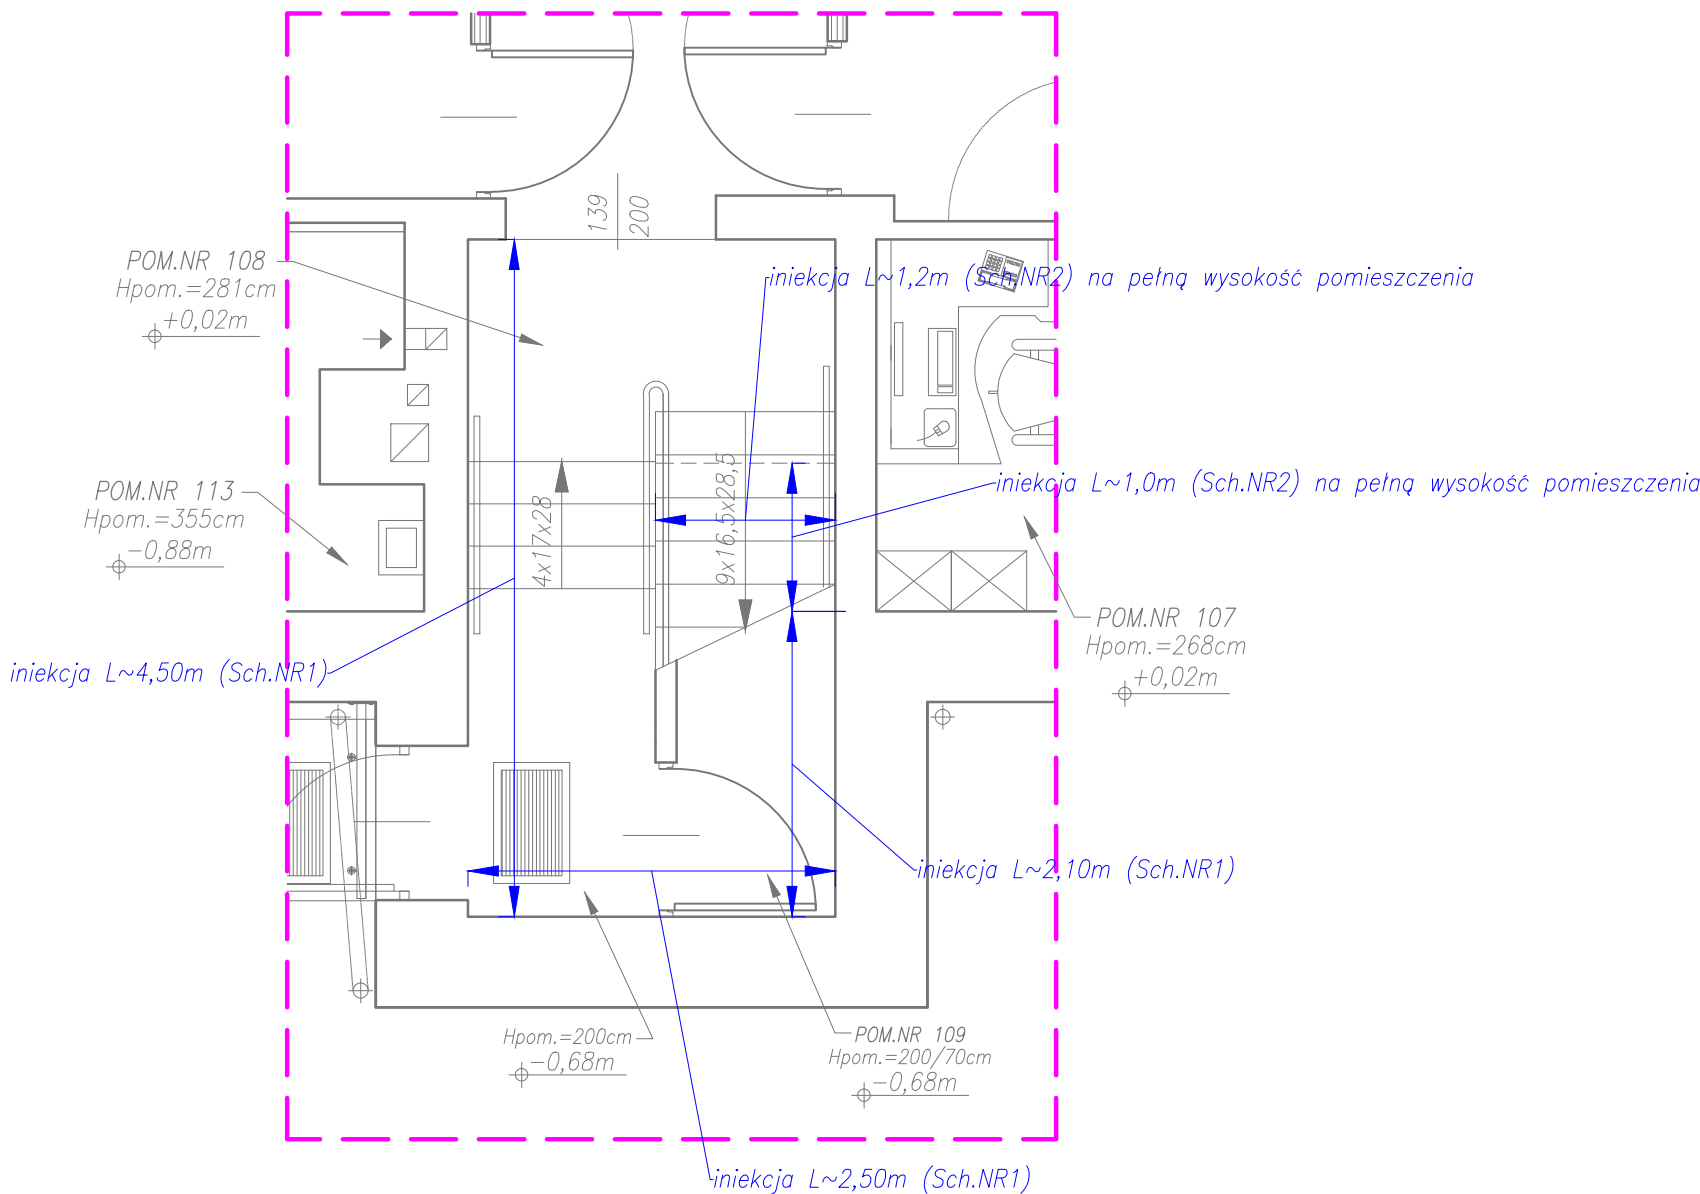 139
200
POM.NR 108
Hpom.=281cm
+0,02m
iniekcja L~1,2m (Sch.NR2) na pełną wysokość pomieszczenia
POM.NR 113
Hpom.=355cm
-0,88m
4x17x28
9x16,5x28,5
iniekcja L~1,0m (Sch.NR2) na pełną wysokość pomieszczenia
POM.NR 107
Hpom.=268cm
+0,02m
iniekcja L~4,50m (Sch.NR1)
iniekcja L~2,10m (Sch.NR1)
Hpom.=200cm
-0,68m
POM.NR 109
Hpom.=200/70cm
-0,68m
iniekcja L~2,50m (Sch.NR1)